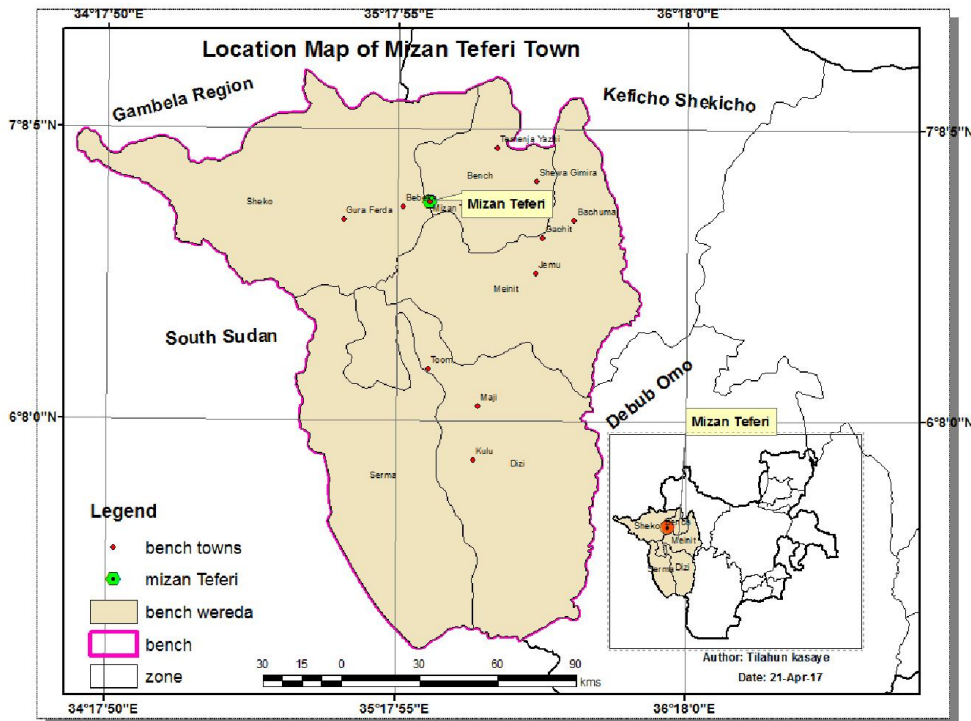 34°17'50"E 35°17'55"E 36°18'0"E
Location Map of Mizan Teferi Town
Gambela Region
Keficho Shekicho
7°8'5"N 7°8'5"N
Temenja Yazhi
Bench
Shewa Gimira
Sheko
Mizan Teferi
Gura Ferda
Bachuma
Gachit
Jemu
Meinit
South Sudan
Toom
Debub Omo
Maji
6°8'0"N 6°8'0"N
Mizan Teferi
Kulu
Dizi
Serma
Legend
bench towns
mizan Teferi
bench wereda
bench
zone
Sheko
Bench
Meinit
Serma Dizi
30 15 0 30 60 90
kms
Author: Tilahun kasaye
Date: 21-Apr-17
34°17'50"E 35°17'55"E 36°18'0"E